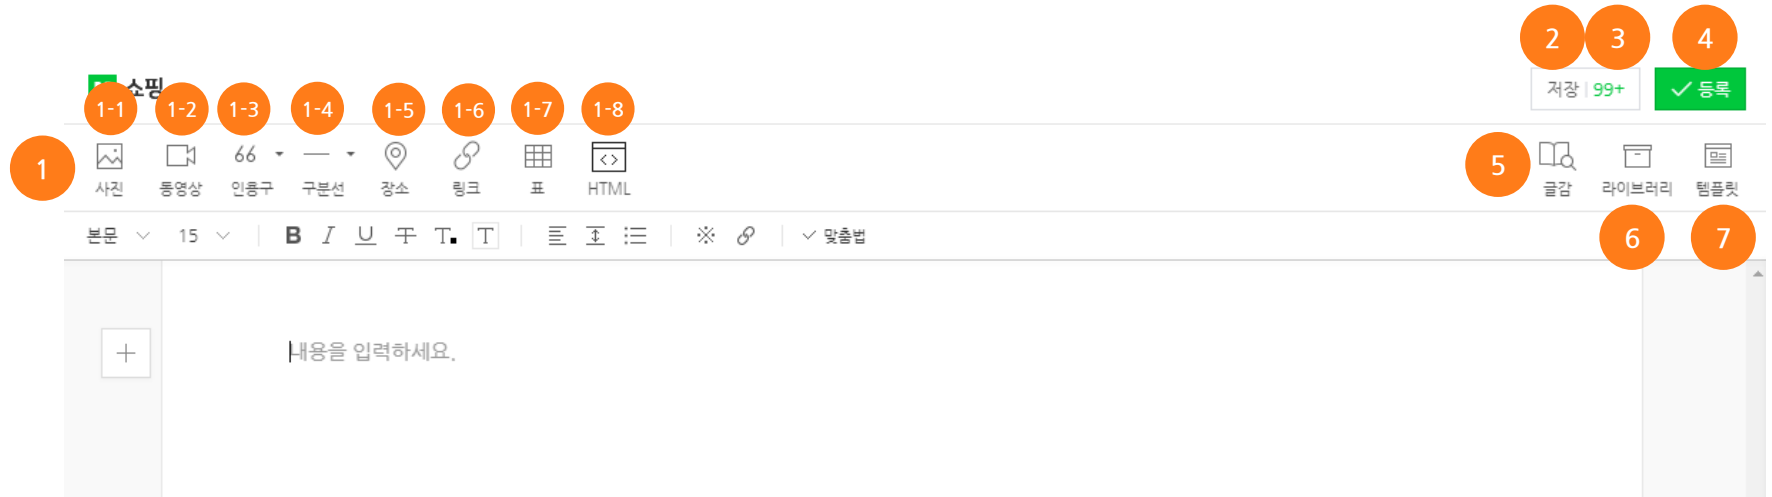 2 3 4
쇼핑
저장 99+ 등록
1-1 1-2 1-3 1-4 1-5 1-6 1-7 1-8
1
사진 동영상 인용구 구분선 장소 링크 표 HTML
5
글감 라이브러리 템플릿
본문 15 B I U T T. T 맞춤법
6 7
내용을 입력하세요.